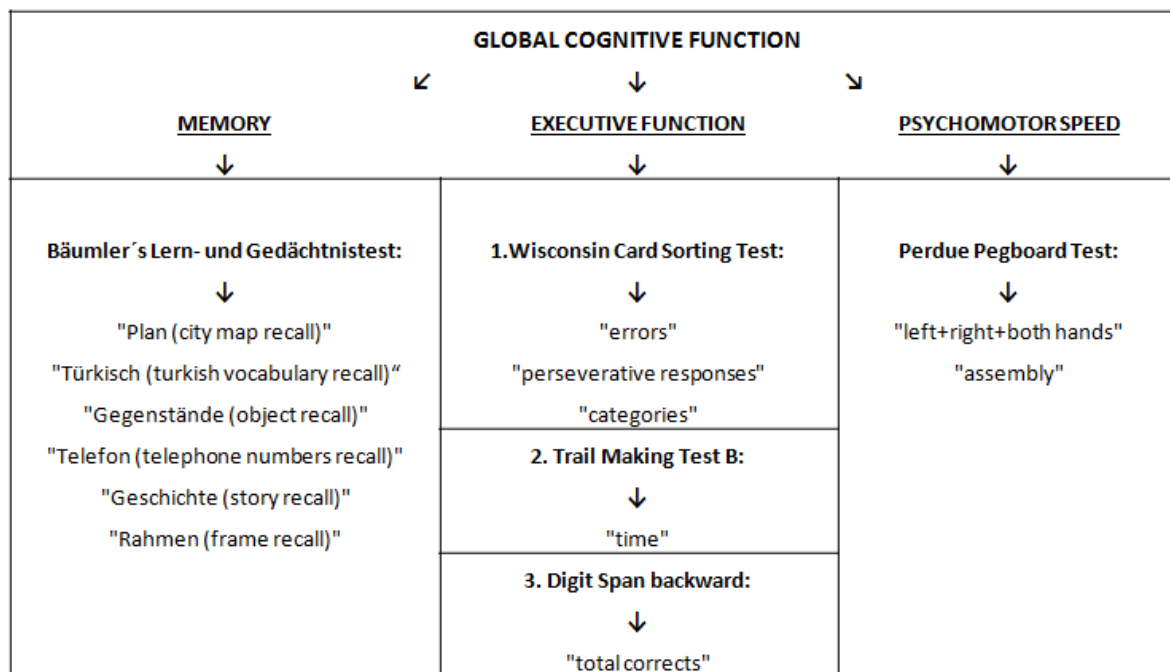 GLOBAL COGNITIVE FUNCTION
↙ ↓ ↘
MEMORY EXECUTIVE FUNCTION PSYCHOMOTOR SPEED
↓ ↓ ↓
Bäumler´s Lern- und Gedächtnistest:
↓
"Plan (city map recall)"
"Türkisch (turkish vocabulary recall)“
"Gegenstände (object recall)"
"Telefon (telephone numbers recall)"
"Geschichte (story recall)"
"Rahmen (frame recall)"
1.Wisconsin Card Sorting Test:
↓
"errors"
"perseverative responses"
"categories"
2. Trail Making Test B:
↓
"time"
3. Digit Span backward:
↓
"total corrects"
Perdue Pegboard Test:
↓
"left+right+both hands"
"assembly"